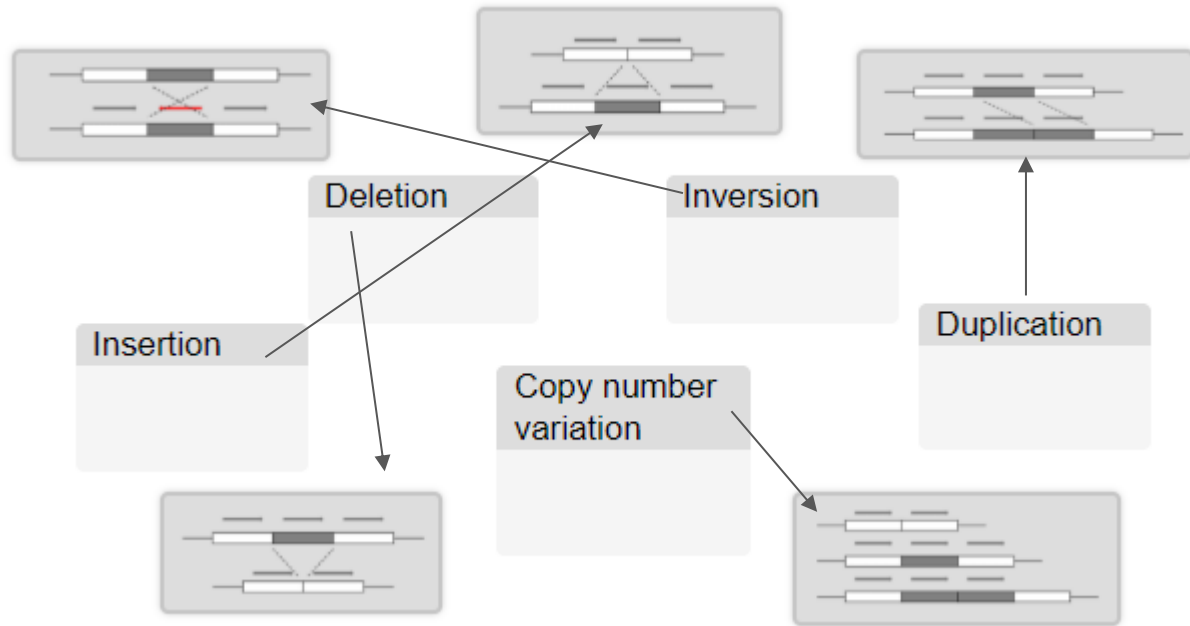 Deletion
Inversion
Insertion
Duplication
Copy number
variation